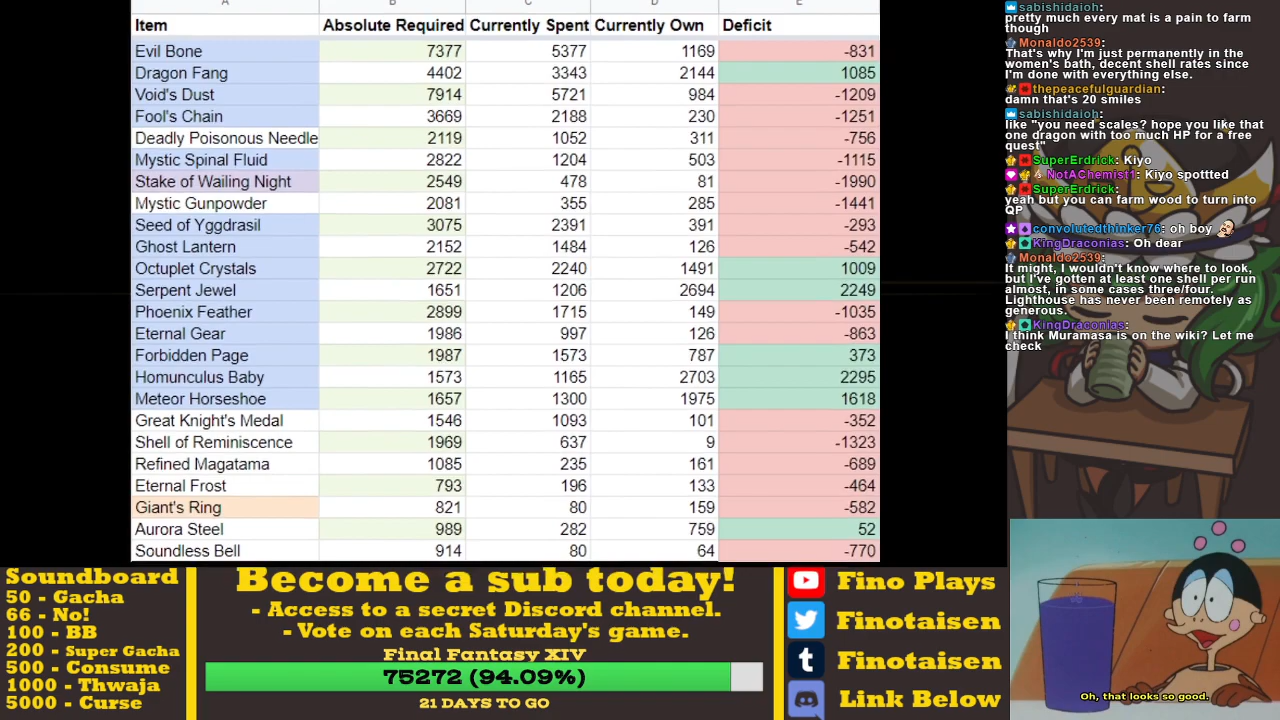 A B C D E
Item Absolute Required Currently Spent Currently Own Deficit
Evil Bone 7377 5377 1169 -831
Dragon Fang 4402 3343 2144 1085
Void's Dust 7914 5721 984 -1209
Fool's Chain 3669 2188 230 -1251
Deadly Poisonous Needle 2119 1052 311 -756
Mystic Spinal Fluid 2822 1204 503 -1115
Stake of Wailing Night 2549 478 81 -1990
Mystic Gunpowder 2081 355 285 -1441
Seed of Yggdrasil 3075 2391 391 -293
Ghost Lantern 2152 1484 126 -542
Octuplet Crystals 2722 2240 1491 1009
Serpent Jewel 1651 1206 2694 2249
Phoenix Feather 2899 1715 149 -1035
Eternal Gear 1986 997 126 -863
Forbidden Page 1987 1573 787 373
Homunculus Baby 1573 1165 2703 2295
Meteor Horseshoe 1657 1300 1975 1618
Great Knight's Medal 1546 1093 101 -352
Shell of Reminiscence 1969 637 9 -1323
Refined Magatama 1085 235 161 -689
Eternal Frost 793 196 133 -464
Giant's Ring 821 80 159 -582
Aurora Steel 989 282 759 52
Soundless Bell 914 80 64 -770
sabishidaioh:
pretty much every mat is a pain to farm
though
Monaldo2539:
That's why I'm just permanently in the
women's bath, decent shell rates since
I'm done with everything else.
thepeacefulguardian:
damn that's 20 smiles
sabishidaioh:
like "you need scales? hope you like that
one dragon with too much HP for a free
quest"
SuperErdrick: Kiyo
NotAChemist1: Kiyo spottted
SuperErdrick:
yeah but you can farm wood to turn into
QP
convolutedthinker76: oh boy
KingDraconias: Oh dear
Monaldo2539:
It might, I wouldn't know where to look,
but I've gotten at least one shell per run
almost, in some cases three/four.
Lighthouse has never been remotely as
generous.
KingDraconias:
I think Muramasa is on the wiki? Let me
check
Soundboard
50 - Gacha
66 - No!
100 - BB
200 - Super Gacha
500 - Consume
1000 - Thwaja
5000 - Curse
Become a sub today!
- Access to a secret Discord channel.
- Vote on each Saturday's game.
Final Fantasy XIV
75272 (94.09%)
21 DAYS TO GO
Fino Plays
Finotaisen
t Finotaisen
Link Below
Oh, that looks so good.